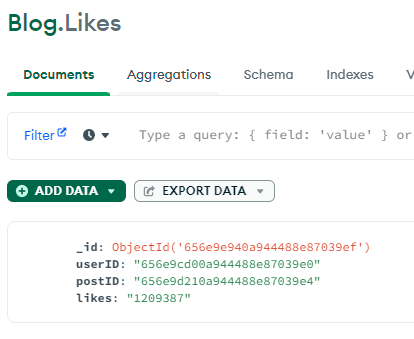 Blog.Likes
Documents Aggregations Schema Indexes V
Filter Type a query: { field: 'value' } or
ADD DATA EXPORT DATA
_id: ObjectId('656e9e940a944488e87039ef')
userID: "656e9cd00a944488e87039e0"
postID: "656e9d210a944488e87039e4"
likes: "1209387"